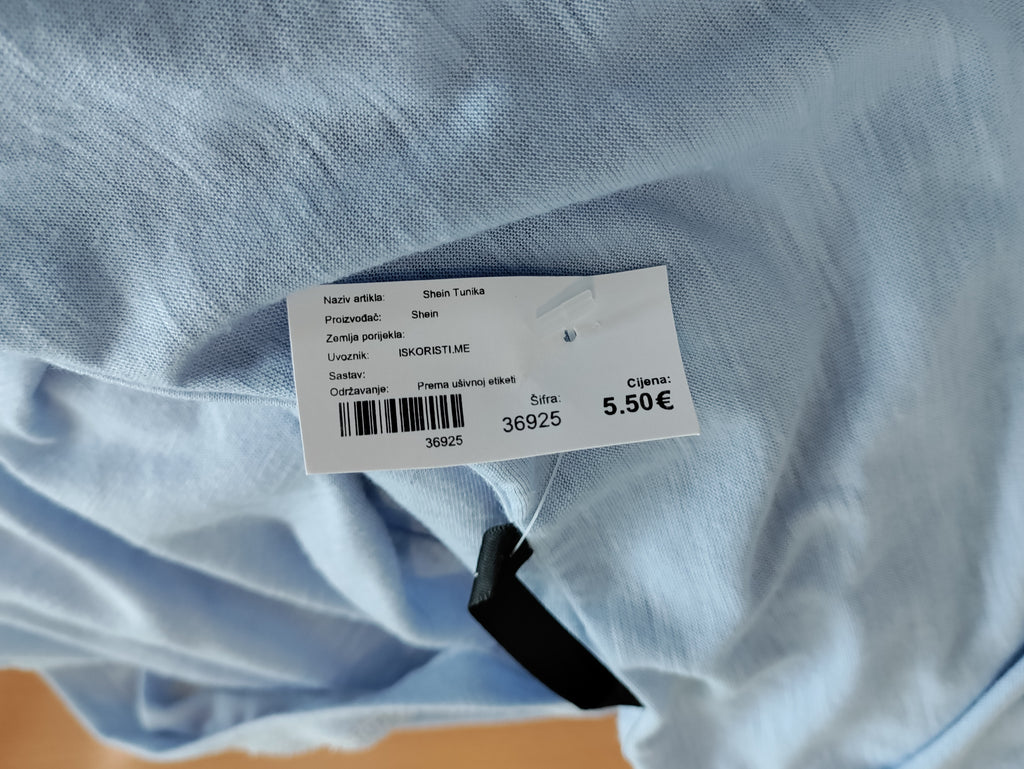 Naziv artikla: Shein Tunika
Proizvođač: Shein
Zemlja porijekla:
Uvoznik: ISKORISTI.ME
Sastav:
Održavanje: Prema ušivnoj etiketi
36925
Šifra:
36925
Cijena:
5.50€